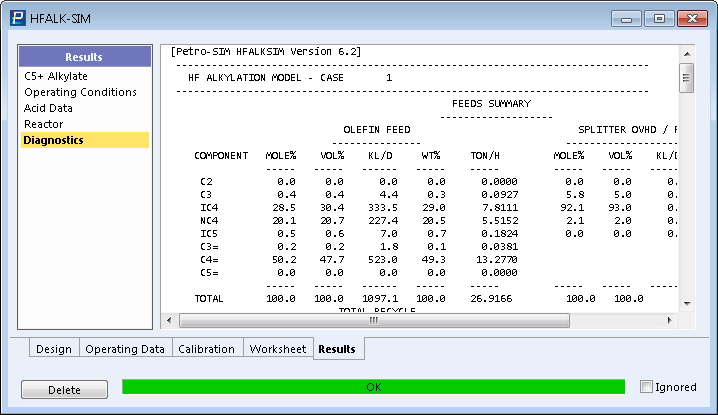 HFALK-SIM
Results
C5+ Alkylate
Operating Conditions
Acid Data
Reactor
Diagnostics
[Petro-SIM HFALKSIM Version 6.2]
HF ALKYLATION MODEL - CASE 1
FEEDS SUMMARY
OLEFIN FEED SPLITTER OVHD /
COMPONENT MOLE% VOL% KL/D WT% TON/H MOLE% VOL% KL/
C2 0.0 0.0 0.0 0.0 0.0000 0.0 0.0 0.
C3 0.4 0.4 4.4 0.3 0.0927 5.8 5.0 0.
IC4 28.5 30.4 333.5 29.0 7.8111 92.1 93.0 0.
NC4 20.1 20.7 227.4 20.5 5.5152 2.1 2.0 0.
IC5 0.5 0.6 7.0 0.7 0.1824 0.0 0.0 0.
C3= 0.2 0.2 1.8 0.1 0.0381
C4= 50.2 47.7 523.0 49.3 13.2770
C5= 0.0 0.0 0.0 0.0 0.0000
TOTAL 100.0 100.0 1097.1 100.0 26.9166 100.0 100.0
TOTAL RECYCLE
Design Operating Data Calibration Worksheet Results
Delete OK Ignored